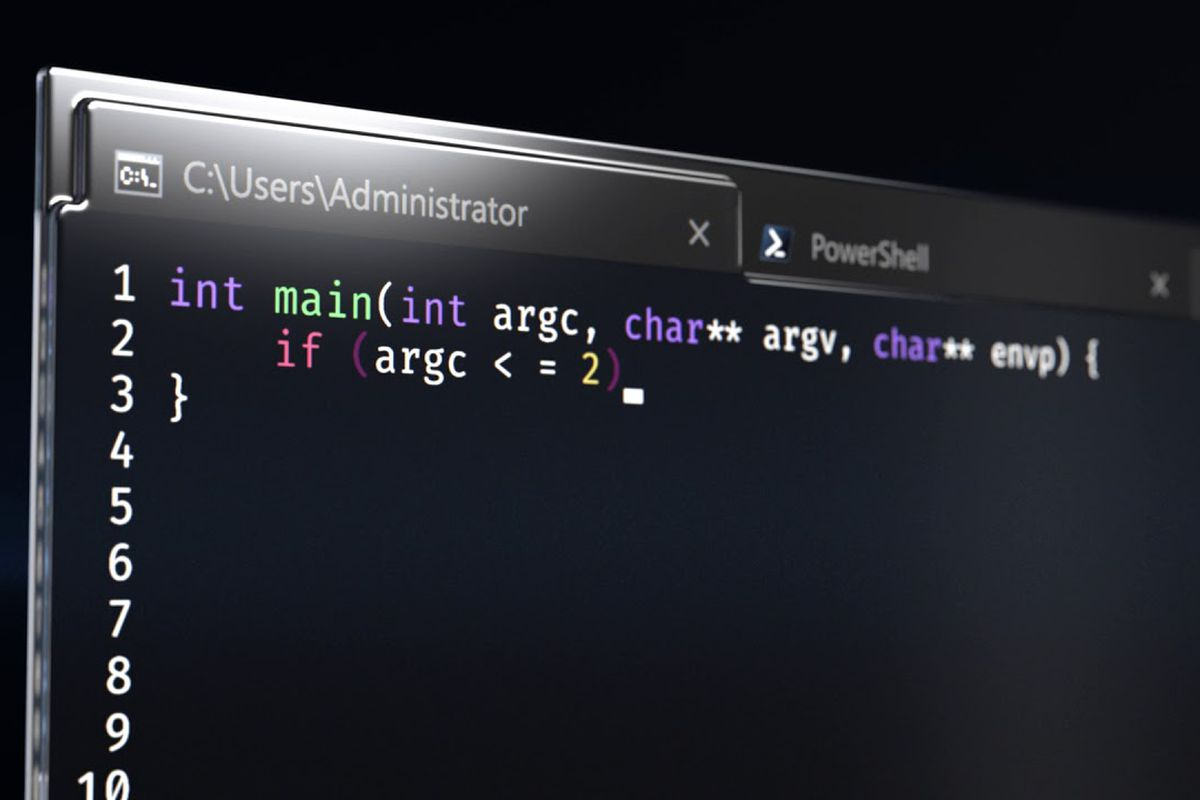 C:\_ C:\Users\Administrator X PowerShell X
1 int main(int argc, char** argv, char** envp) {
2     if (argc < = 2)
3 }
4
5
6
7
8
9
10